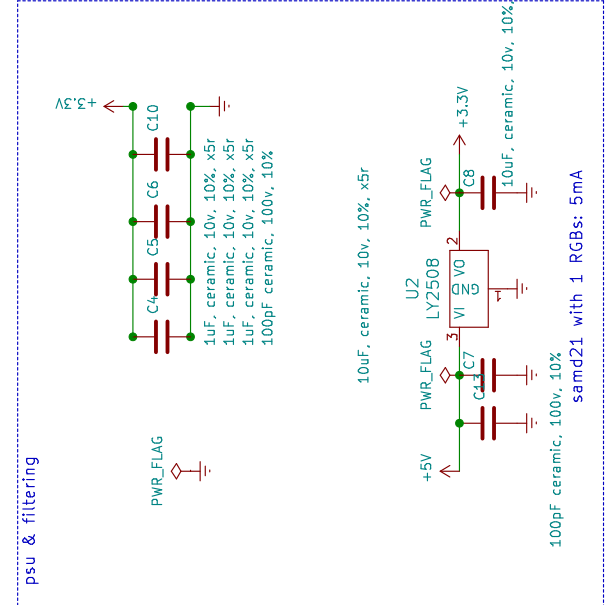 psu & filtering
+3.3V
C10
C6
C5
C4
1uF, ceramic, 10v, 10%, x5r
1uF, ceramic, 10v, 10%, x5r
1uF, ceramic, 10v, 10%, x5r
100pF ceramic, 100v, 10%
PWR_FLAG
10uF, ceramic, 10v, 10%, x5r
U2
LY2508
+5V
PWR_FLAG
C13
C7
3
VI
GND
VO
1
2
PWR_FLAG
C8
+3.3V
10uF, ceramic, 10v, 10%,
100pF ceramic, 100v, 10%
samd21 with 1 RGBs: 5mA